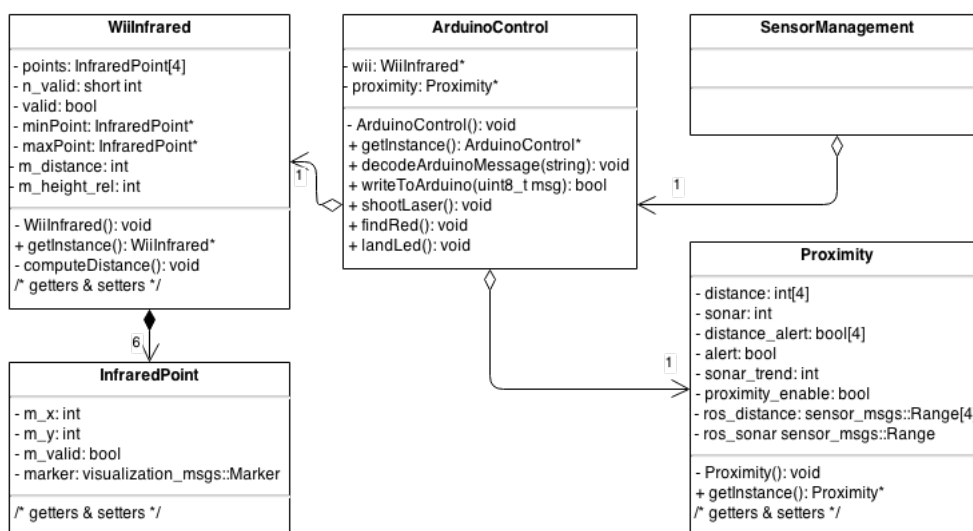 WiiInfrared
- points: InfraredPoint[4]
- n_valid: short int
- valid: bool
- minPoint: InfraredPoint*
- maxPoint: InfraredPoint*
- m_distance: int
- m_height_rel: int
- WiiInfrared(): void
+ getInstance(): WiiInfrared*
- computeDistance(): void
/* getters & setters */
6
InfraredPoint
- m_x: int
- m_y: int
- m_valid: bool
- marker: visualization_msgs::Marker
/* getters & setters */
1
ArduinoControl
- wii: WiiInfrared*
- proximity: Proximity*
- ArduinoControl(): void
+ getInstance(): ArduinoControl*
+ decodeArduinoMessage(string): void
+ writeToArduino(uint8_t msg): bool
+ shootLaser(): void
+ findRed(): void
+ landLed(): void
1
SensorManagement
1
Proximity
- distance: int[4]
- sonar: int
- distance_alert: bool[4]
- alert: bool
- sonar_trend: int
- proximity_enable: bool
- ros_distance: sensor_msgs::Range[4
- ros_sonar sensor_msgs::Range
- Proximity(): void
+ getInstance(): Proximity*
/* getters & setters */